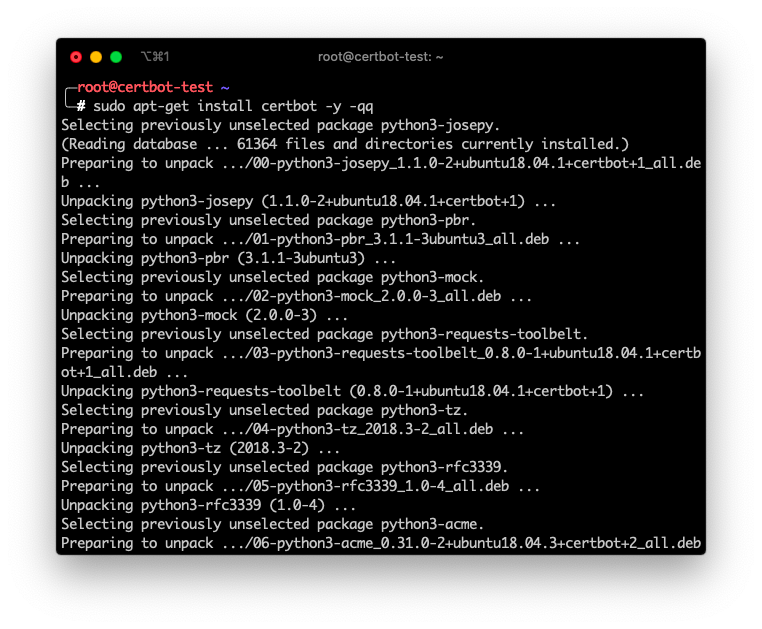 ⌥⌘1
root@certbot-test: ~
root@certbot-test ~
# sudo apt-get install certbot -y -qq
Selecting previously unselected package python3-josepy.
(Reading database ... 61364 files and directories currently installed.)
Preparing to unpack .../00-python3-josepy_1.1.0-2+ubuntu18.04.1+certbot+1_all.de
b ...
Unpacking python3-josepy (1.1.0-2+ubuntu18.04.1+certbot+1) ...
Selecting previously unselected package python3-pbr.
Preparing to unpack .../01-python3-pbr_3.1.1-3ubuntu3_all.deb ...
Unpacking python3-pbr (3.1.1-3ubuntu3) ...
Selecting previously unselected package python3-mock.
Preparing to unpack .../02-python3-mock_2.0.0-3_all.deb ...
Unpacking python3-mock (2.0.0-3) ...
Selecting previously unselected package python3-requests-toolbelt.
Preparing to unpack .../03-python3-requests-toolbelt_0.8.0-1+ubuntu18.04.1+certb
ot+1_all.deb ...
Unpacking python3-requests-toolbelt (0.8.0-1+ubuntu18.04.1+certbot+1) ...
Selecting previously unselected package python3-tz.
Preparing to unpack .../04-python3-tz_2018.3-2_all.deb ...
Unpacking python3-tz (2018.3-2) ...
Selecting previously unselected package python3-rfc3339.
Preparing to unpack .../05-python3-rfc3339_1.0-4_all.deb ...
Unpacking python3-rfc3339 (1.0-4) ...
Selecting previously unselected package python3-acme.
Preparing to unpack .../06-python3-acme_0.31.0-2+ubuntu18.04.3+certbot+2_all.deb